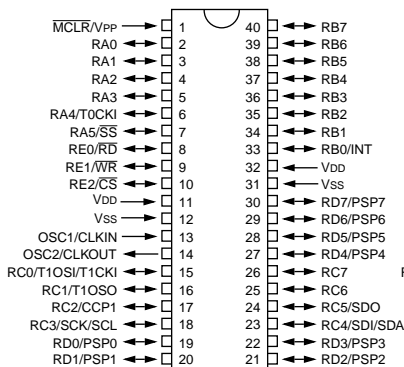 MCLR/VPP 1 40 RB7
RA0 2 39 RB6
RA1 3 38 RB5
RA2 4 37 RB4
RA3 5 36 RB3
RA4/T0CKI 6 35 RB2
RA5/SS 7 34 RB1
RE0/RD 8 33 RB0/INT
RE1/WR 9 32 VDD
RE2/CS 10 31 VSS
VDD 11 30 RD7/PSP7
VSS 12 29 RD6/PSP6
OSC1/CLKIN 13 28 RD5/PSP5
OSC2/CLKOUT 14 27 RD4/PSP4
RC0/T1OSI/T1CKI 15 26 RC7
RC1/T1OSO 16 25 RC6
RC2/CCP1 17 24 RC5/SDO
RC3/SCK/SCL 18 23 RC4/SDI/SDA
RD0/PSP0 19 22 RD3/PSP3
RD1/PSP1 20 21 RD2/PSP2